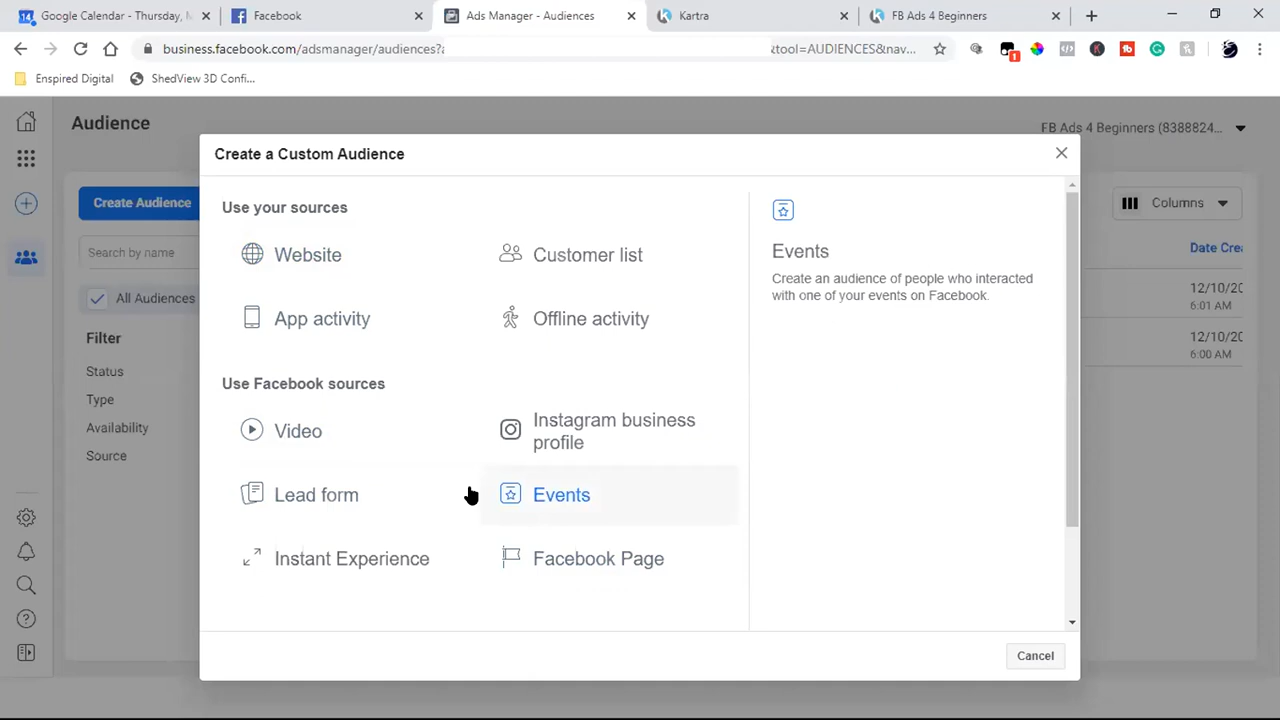 Google Calendar - Thursday,
Facebook
Ads Manager - Audiences
Kartra
FB Ads 4 Beginners
business.facebook.com/adsmanager/audiences?
tool=AUDIENCES&nav...
1
Enspired Digital
ShedView 3D Confi...
Audience
FB Ads 4 Beginners (8388824...
Create a Custom Audience
Create Audience
Columns
Search by name
Date Crea
All Audiences
12/10/20
6:01 AM
Filter
12/10/20
6:00 AM
Status
Type
Availability
Source
Use your sources
Website
Customer list
App activity
Offline activity
Use Facebook sources
Video
Instagram business
profile
Lead form
Events
Instant Experience
Facebook Page
Events
Create an audience of people who interacted
with one of your events on Facebook.
Cancel